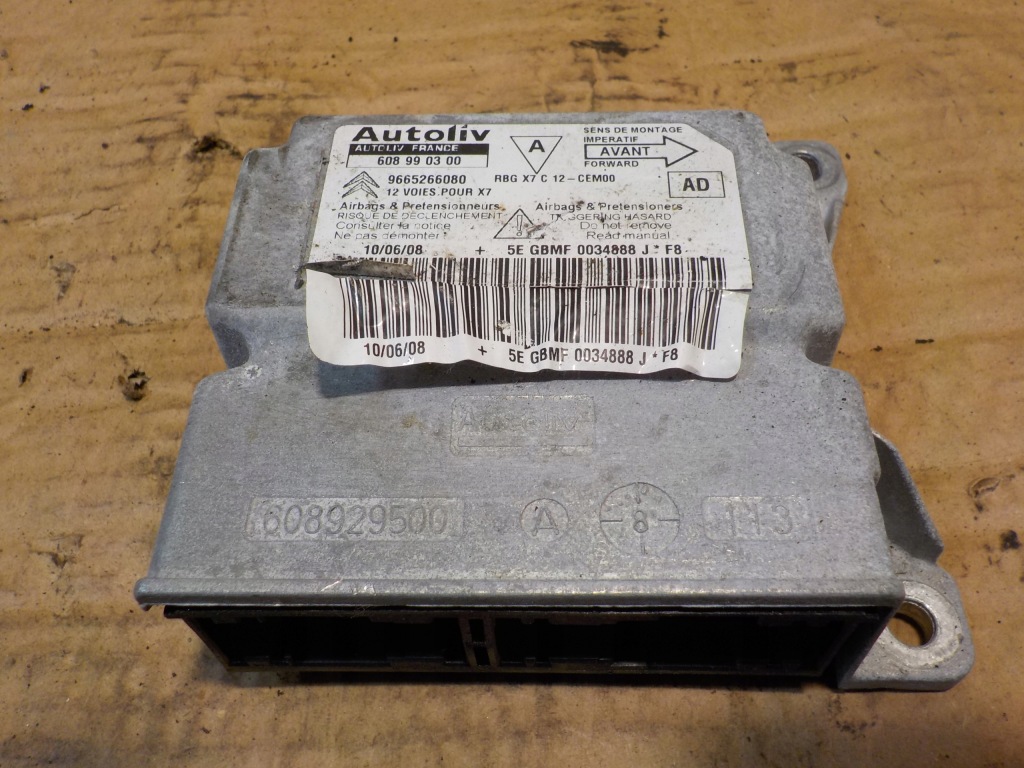 Autoliv
AUTOLIV FRANCE
608 99 03 00
A
SENS DE MONTAGE
IMPERATIF
AVANT
FORWARD
9665266080
RBG X7 C 12-CEM00
12 VOIES.POUR X7
AD
Airbags & Pretensionneurs
Airbags & Pretensioners
RISQUE DE DECLENCHEMENT
TRIGGERING HASARD
Consulter la notice
Do not remove
Ne pas demonter
Read manual
10/06/08 + 5E GBMF 0034888 J * F8
10/06/08 + 5E GBMF 0034888 J * F8
Autoliv
608929500
A
8
113